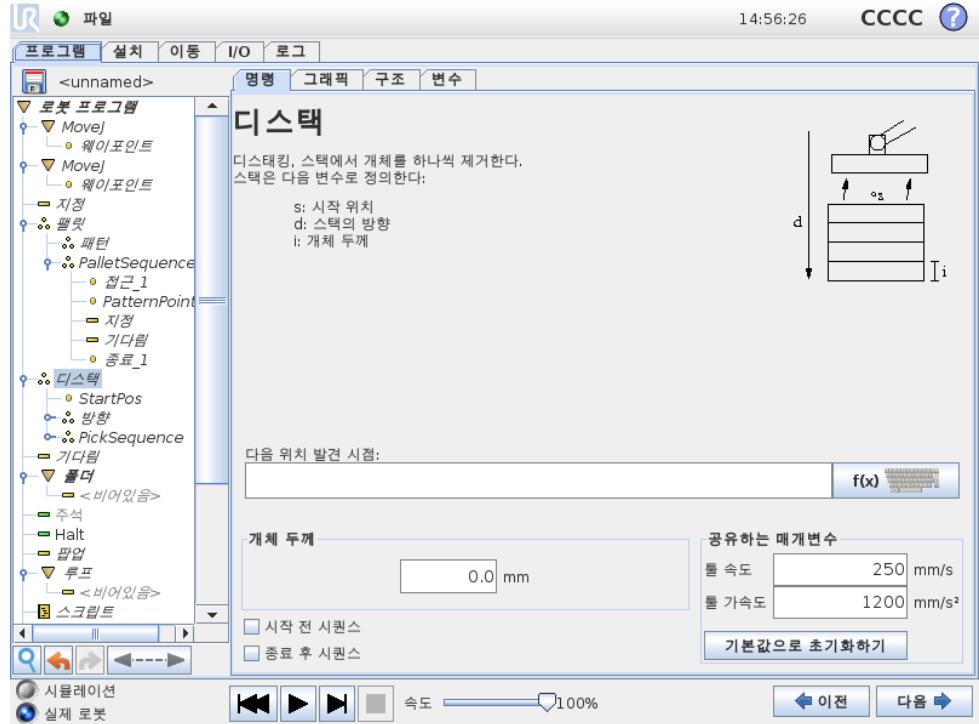 UR 파일 14:56:26 CCCC ?
프로그램 설치 이동 I/O 로그
<unnamed>
명령 그래픽 구조 변수
로봇 프로그램
MoveJ
웨이포인트
MoveJ
웨이포인트
지정
팰릿
패턴
PalletSequence
접근_1
PatternPoint
지정
기다림
종료_1
디스택
StartPos
방향
PickSequence
기다림
폴더
<비어있음>
주석
Halt
팝업
루프
<비어있음>
스크립트
디스택
디스태킹, 스택에서 개체를 하나씩 제거한다.
스택은 다음 변수로 정의한다:
s: 시작 위치
d: 스택의 방향
i: 개체 두께
s
d
i
다음 위치 발견 시점:
f(x)
개체 두께
0.0 mm
시작 전 시퀀스
종료 후 시퀀스
공유하는 매개변수
툴 속도 250 mm/s
툴 가속도 1200 mm/s²
기본값으로 초기화하기
시뮬레이션
실제 로봇
속도 100%
이전 다음